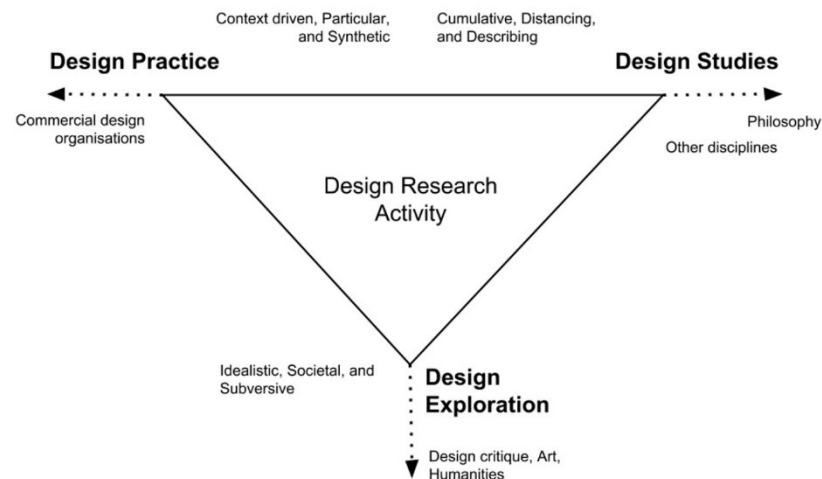 Context driven, Particular,
and Synthetic
Cumulative, Distancing,
and Describing
Design Practice
Design Studies
Commercial design
organisations
Philosophy
Other disciplines
Design Research
Activity
Idealistic, Societal, and
Subversive
Design
Exploration
Design critique, Art,
Humanities